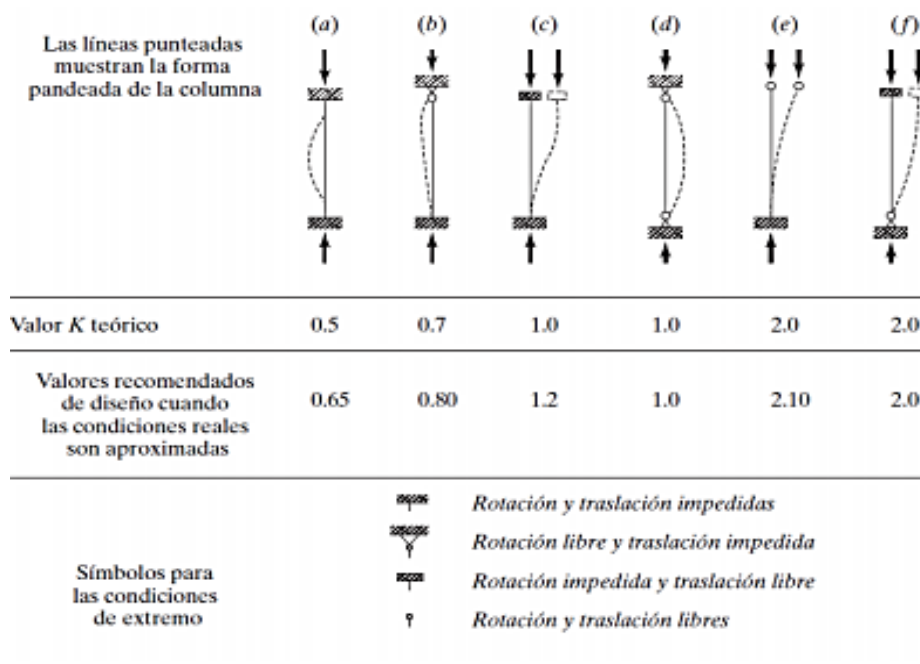 (a) (b) (c) (d) (e) (f)
Las líneas punteadas
muestran la forma
pandeada de la columna
Valor K teórico 0.5 0.7 1.0 1.0 2.0 2.0
Valores recomendados
de diseño cuando
las condiciones reales
son aproximadas
0.65 0.80 1.2 1.0 2.10 2.0
Símbolos para
las condiciones
de extremo
Rotación y traslación impedidas
Rotación libre y traslación impedida
Rotación impedida y traslación libre
Rotación y traslación libres